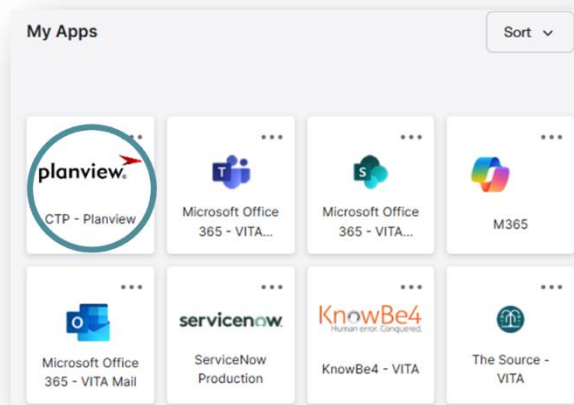 My Apps
Sort
planview.
CTP - Planview
T
Microsoft Office
365 - VITA...
S
Microsoft Office
365 - VITA...
M365
O
Microsoft Office
365 - VITA Mail
servicenow
ServiceNow
Production
KnowBe4
Human error. Conquered.
KnowBe4 - VITA
The Source -
VITA